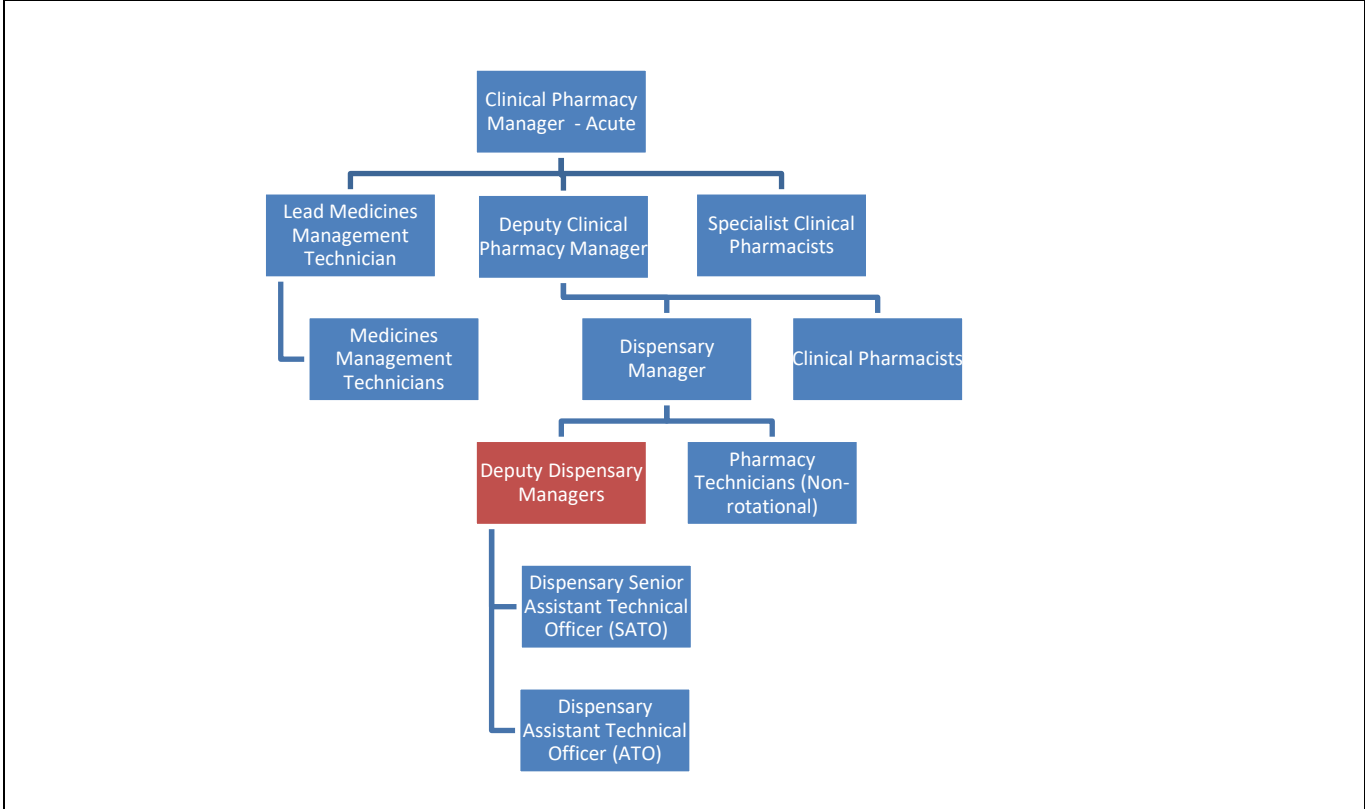 Clinical Pharmacy
Manager - Acute
Lead Medicines
Management
Technician
Deputy Clinical
Pharmacy Manager
Specialist Clinical
Pharmacists
Medicines
Management
Technicians
Dispensary
Manager
Clinical Pharmacists
Deputy Dispensary
Managers
Pharmacy
Technicians (Non-
rotational)
Dispensary Senior
Assistant Technical
Officer (SATO)
Dispensary
Assistant Technical
Officer (ATO)